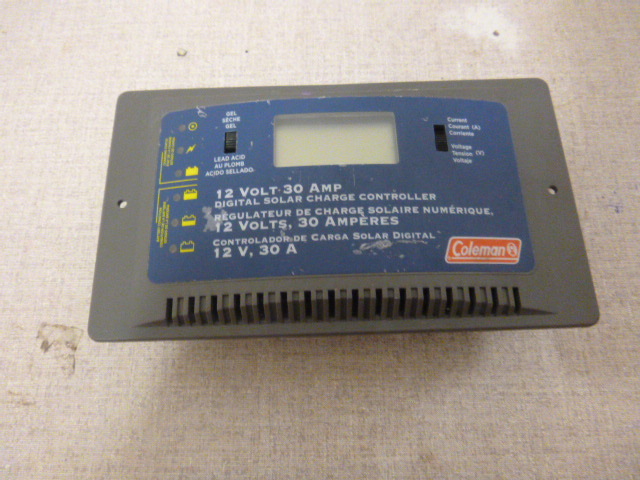 GEL
SÈCHE
GEL
LEAD ACID
AU PLOMB
ACIDO SELLADO.
Current
Courant (A)
Corriente
Voltage
Tension (V)
Voltaje
12 VOLT 30 AMP
DIGITAL SOLAR CHARGE CONTROLLER
RÉGULATEUR DE CHARGE SOLAIRE NUMÉRIQUE,
12 VOLTS, 30 AMPÈRES
CONTROLADOR DE CARGA SOLAR DIGITAL
12 V, 30 A
Coleman